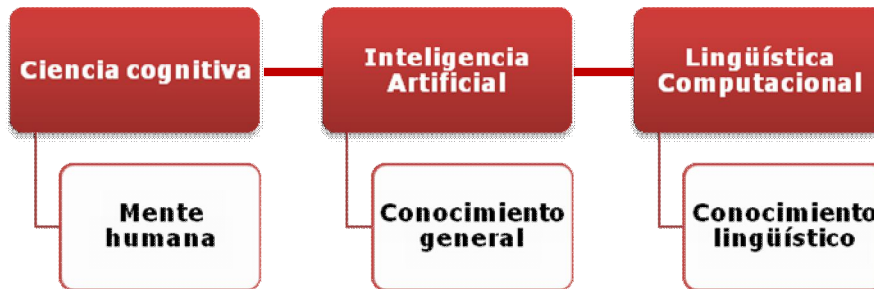 Ciencia cognitiva
Inteligencia
Artificial
Lingüística
Computacional
Mente
humana
Conocimiento
general
Conocimiento
lingüístico